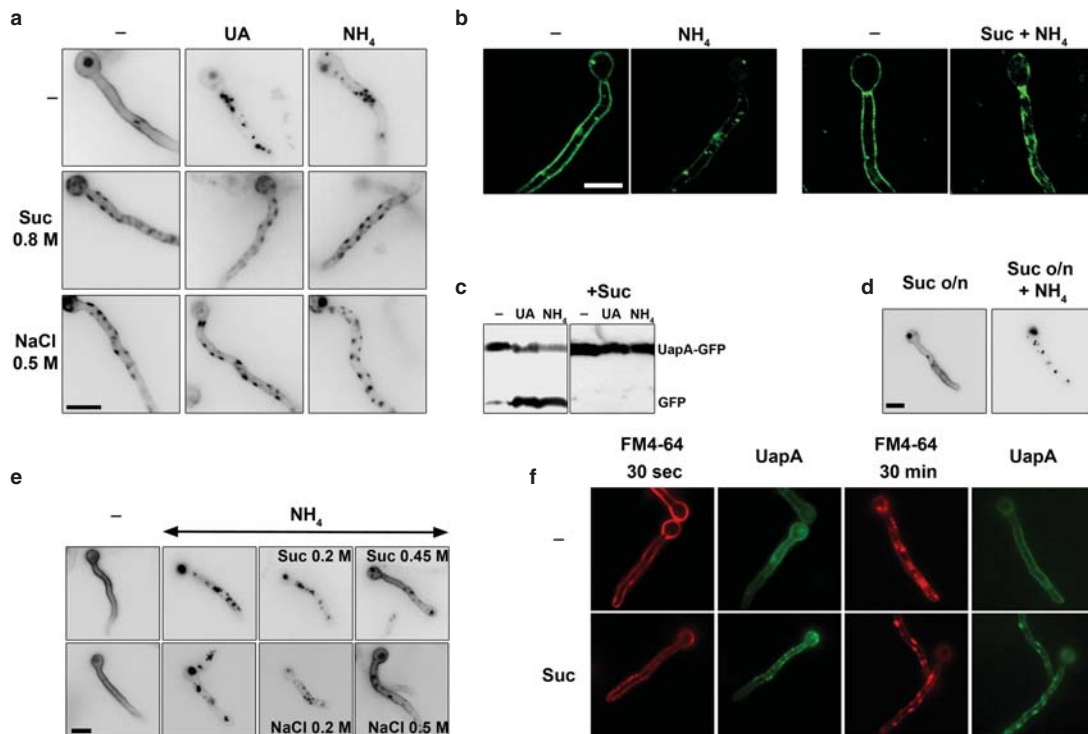 a
– UA NH4
–
Suc
0.8 M
NaCl
0.5 M
b
– NH4 – Suc + NH4
c
+Suc
– UA NH4 – UA NH4
UapA-GFP
GFP
d
Suc o/n Suc o/n
+ NH4
e
– NH4
Suc 0.2 M Suc 0.45 M
NaCl 0.2 M NaCl 0.5 M
f
FM4-64 UapA FM4-64 UapA
30 sec 30 min
–
Suc